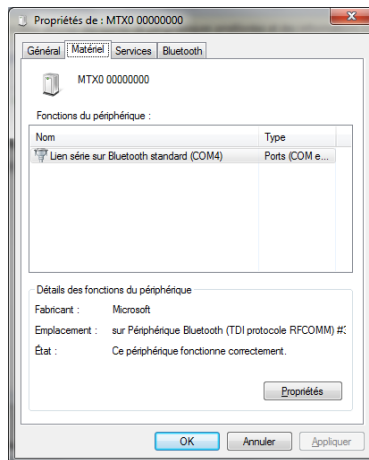 Propriétés de : MTX0 00000000
Général Matériel Services Bluetooth
MTX0 00000000
Fonctions du périphérique :
Nom Type
Lien série sur Bluetooth standard (COM4) Ports (COM e...
Détails des fonctions du périphérique
Fabricant : Microsoft
Emplacement : sur Périphérique Bluetooth (TDI protocole RFCOMM) #
État : Ce périphérique fonctionne correctement.
Propriétés
OK Annuler Appliquer